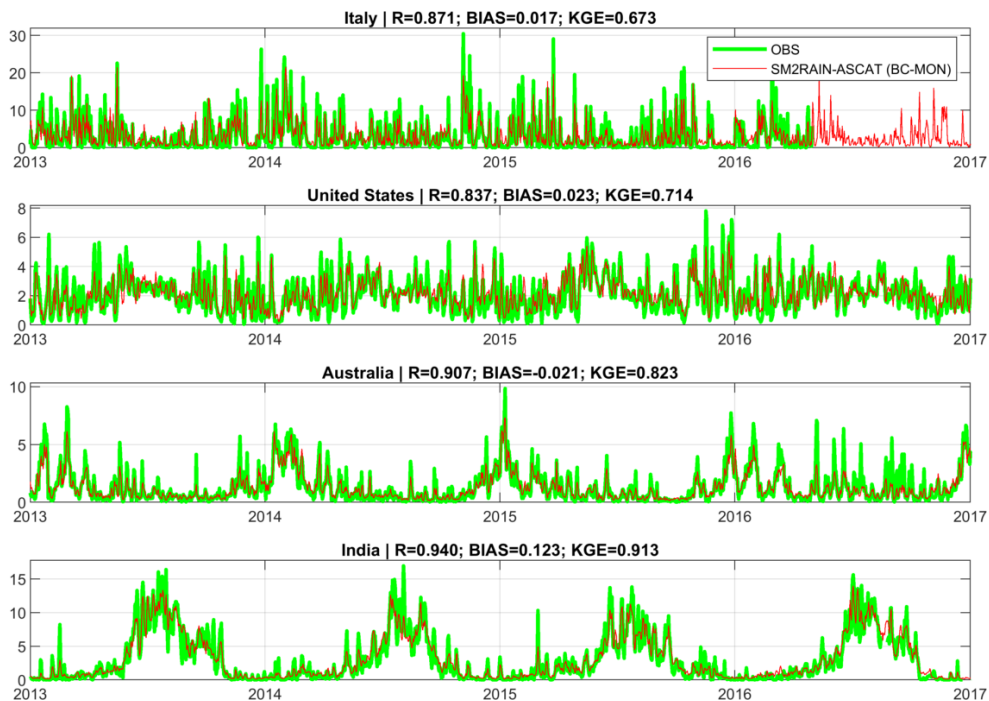 Italy | R=0.871; BIAS=0.017; KGE=0.673
30
20
10
0
OBS
SM2RAIN-ASCAT (BC-MON)
2013 2014 2015 2016 2017
United States | R=0.837; BIAS=0.023; KGE=0.714
8
6
4
2
0
2013 2014 2015 2016 2017
Australia | R=0.907; BIAS=-0.021; KGE=0.823
10
5
0
2013 2014 2015 2016 2017
India | R=0.940; BIAS=0.123; KGE=0.913
15
10
5
0
2013 2014 2015 2016 2017